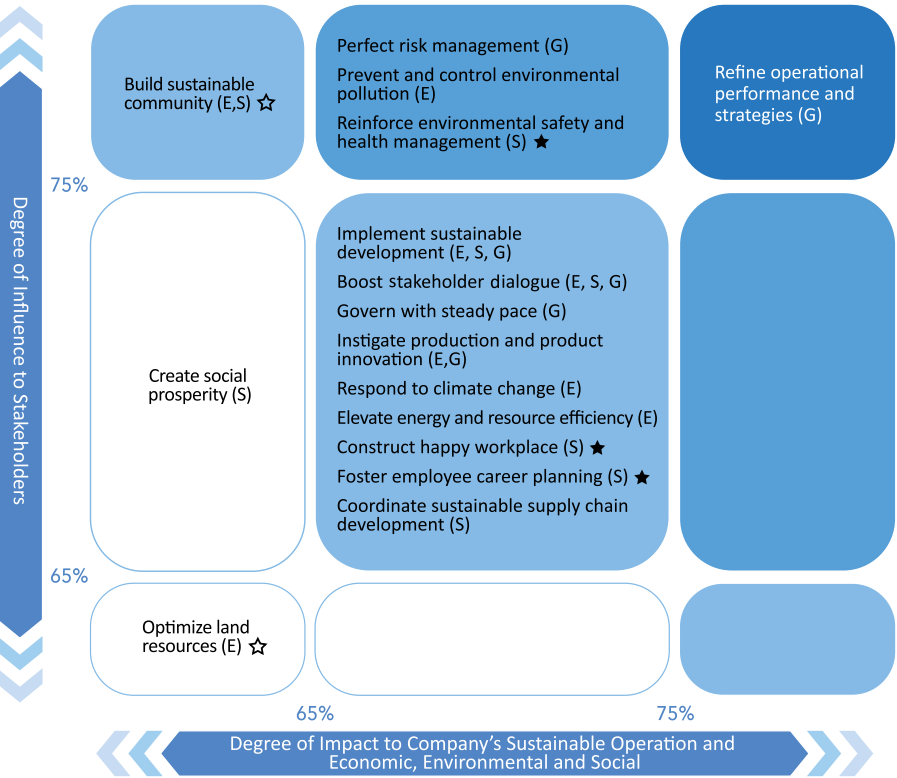 Build sustainable
community (E,S) ☆
Perfect risk management (G)
Prevent and control environmental
pollution (E)
Reinforce environmental safety and
health management (S) ★
Refine operational
performance and
strategies (G)
75%
Degree of Influence to Stakeholders
Create social
prosperity (S)
Implement sustainable
development (E, S, G)
Boost stakeholder dialogue (E, S, G)
Govern with steady pace (G)
Instigate production and product
innovation (E,G)
Respond to climate change (E)
Elevate energy and resource efficiency (E)
Construct happy workplace (S) ★
Foster employee career planning (S) ★
Coordinate sustainable supply chain
development (S)
65%
Optimize land
resources (E) ☆
65%
75%
Degree of Impact to Company's Sustainable Operation and
Economic, Environmental and Social